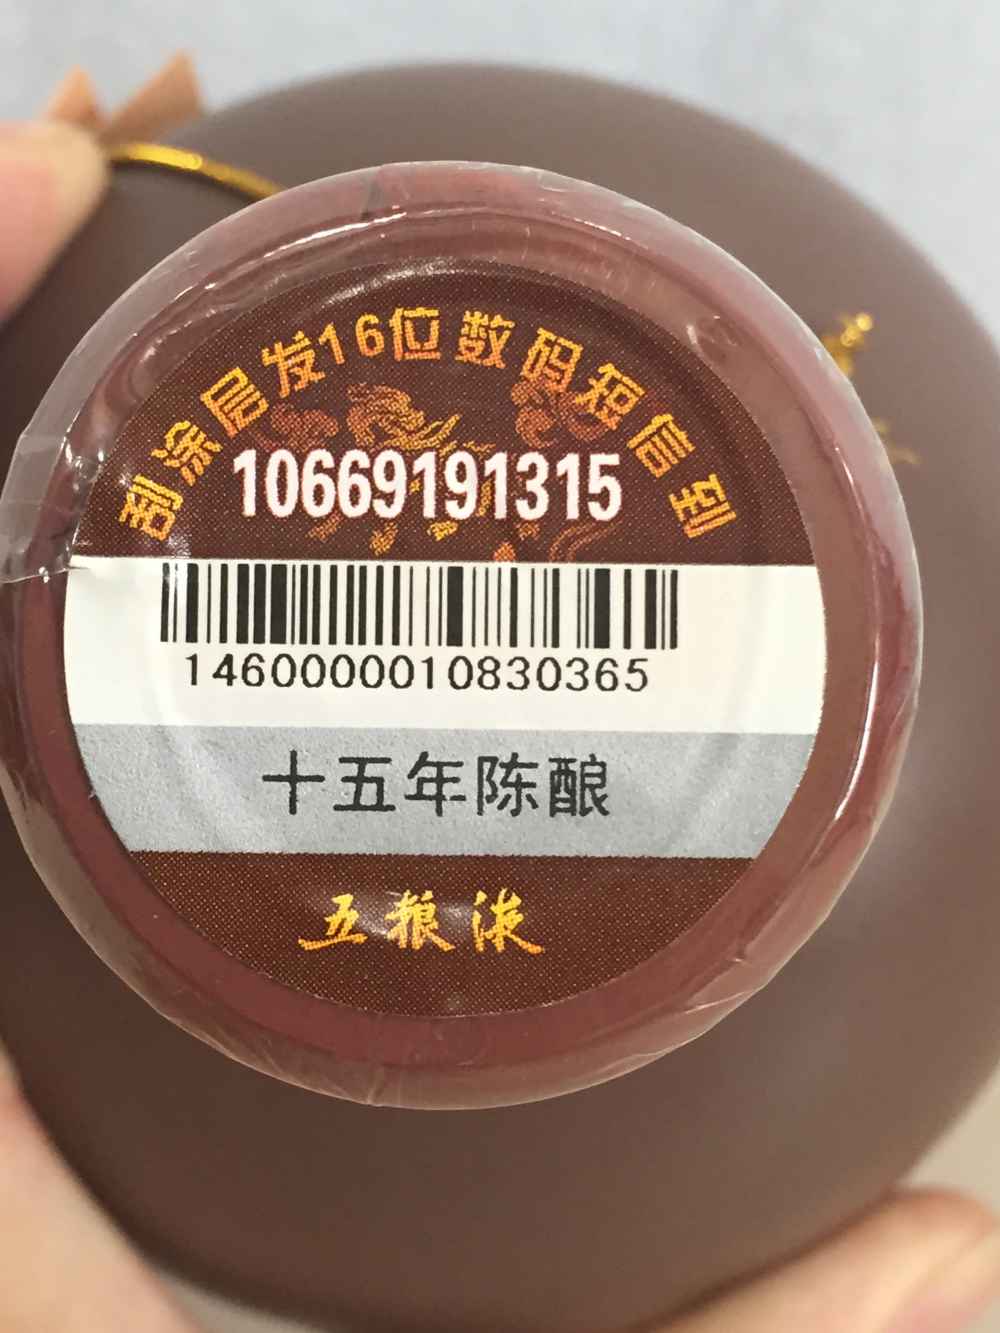 刮涂层发16位数码短信到
10669191315
1460000010830365
十五年陈酿
五粮液